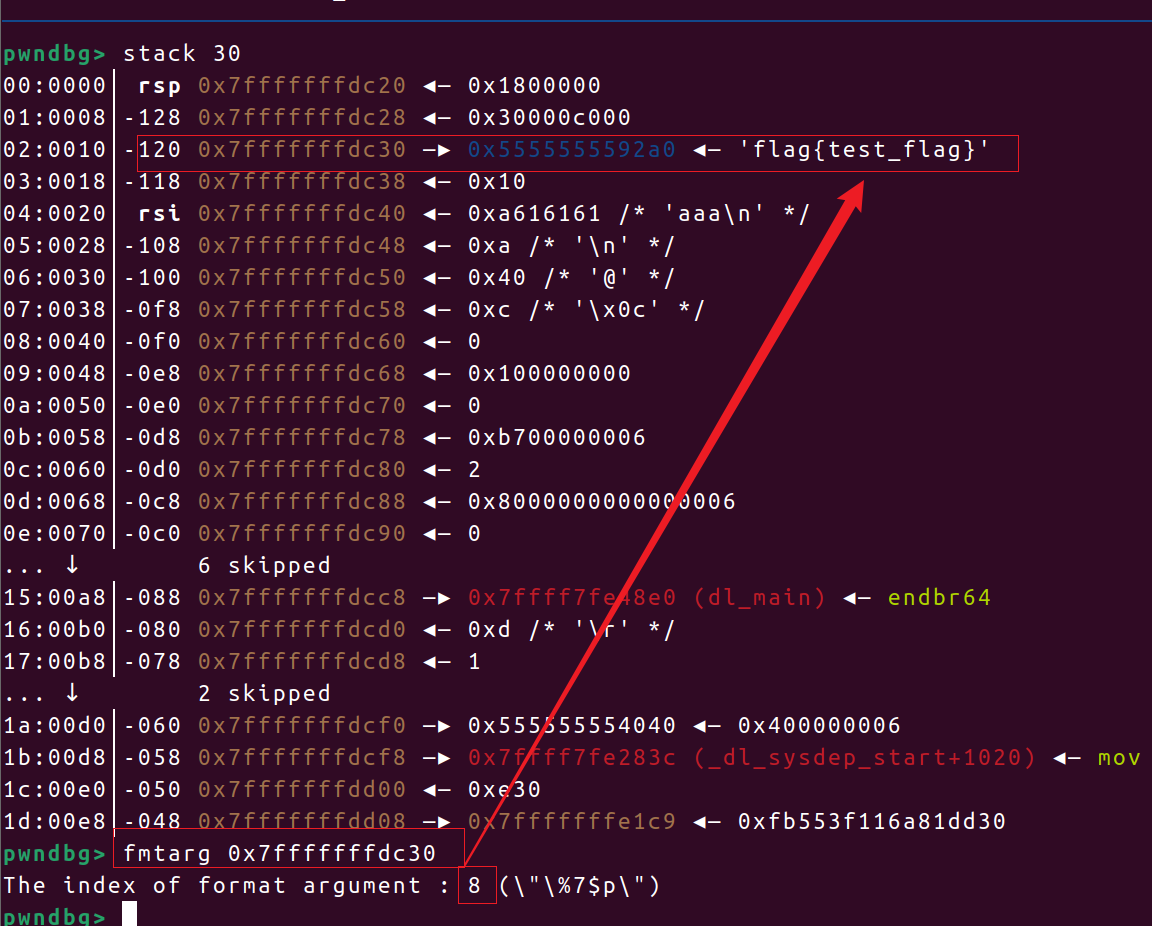 pwndbg> stack 30
00:0000│ rsp 0x7fffffffdc20 ◂— 0x1800000
01:0008│-128 0x7fffffffdc28 ◂— 0x30000c000
02:0010│-120 0x7fffffffdc30 —▸ 0x5555555592a0 ◂— 'flag{test_flag}'
03:0018│-118 0x7fffffffdc38 ◂— 0x10
04:0020│ rsi 0x7fffffffdc40 ◂— 0xa616161 /* 'aaa\n' */
05:0028│-108 0x7fffffffdc48 ◂— 0xa /* '\n' */
06:0030│-100 0x7fffffffdc50 ◂— 0x40 /* '@' */
07:0038│-0f8 0x7fffffffdc58 ◂— 0xc /* '\x0c' */
08:0040│-0f0 0x7fffffffdc60 ◂— 0
09:0048│-0e8 0x7fffffffdc68 ◂— 0x100000000
0a:0050│-0e0 0x7fffffffdc70 ◂— 0
0b:0058│-0d8 0x7fffffffdc78 ◂— 0xb700000006
0c:0060│-0d0 0x7fffffffdc80 ◂— 2
0d:0068│-0c8 0x7fffffffdc88 ◂— 0x8000000000000006
0e:0070│-0c0 0x7fffffffdc90 ◂— 0
... ↓ 6 skipped
15:00a8│-088 0x7fffffffdcc8 —▸ 0x7ffff7fe48e0 (dl_main) ◂— endbr64
16:00b0│-080 0x7fffffffdcd0 ◂— 0xd /* '\r' */
17:00b8│-078 0x7fffffffdcd8 ◂— 1
... ↓ 2 skipped
1a:00d0│-060 0x7fffffffdcf0 —▸ 0x555555554040 ◂— 0x400000006
1b:00d8│-058 0x7fffffffdcf8 —▸ 0x7ffff7fe283c (_dl_sysdep_start+1020) ◂— mov
1c:00e0│-050 0x7fffffffdd00 ◂— 0xe30
1d:00e8│-048 0x7fffffffdd08 —▸ 0x7fffffffe1c9 ◂— 0xfb553f116a81dd30
pwndbg> fmtarg 0x7fffffffdc30
The index of format argument : 8 (\"\%7$p\")
pwndbg>